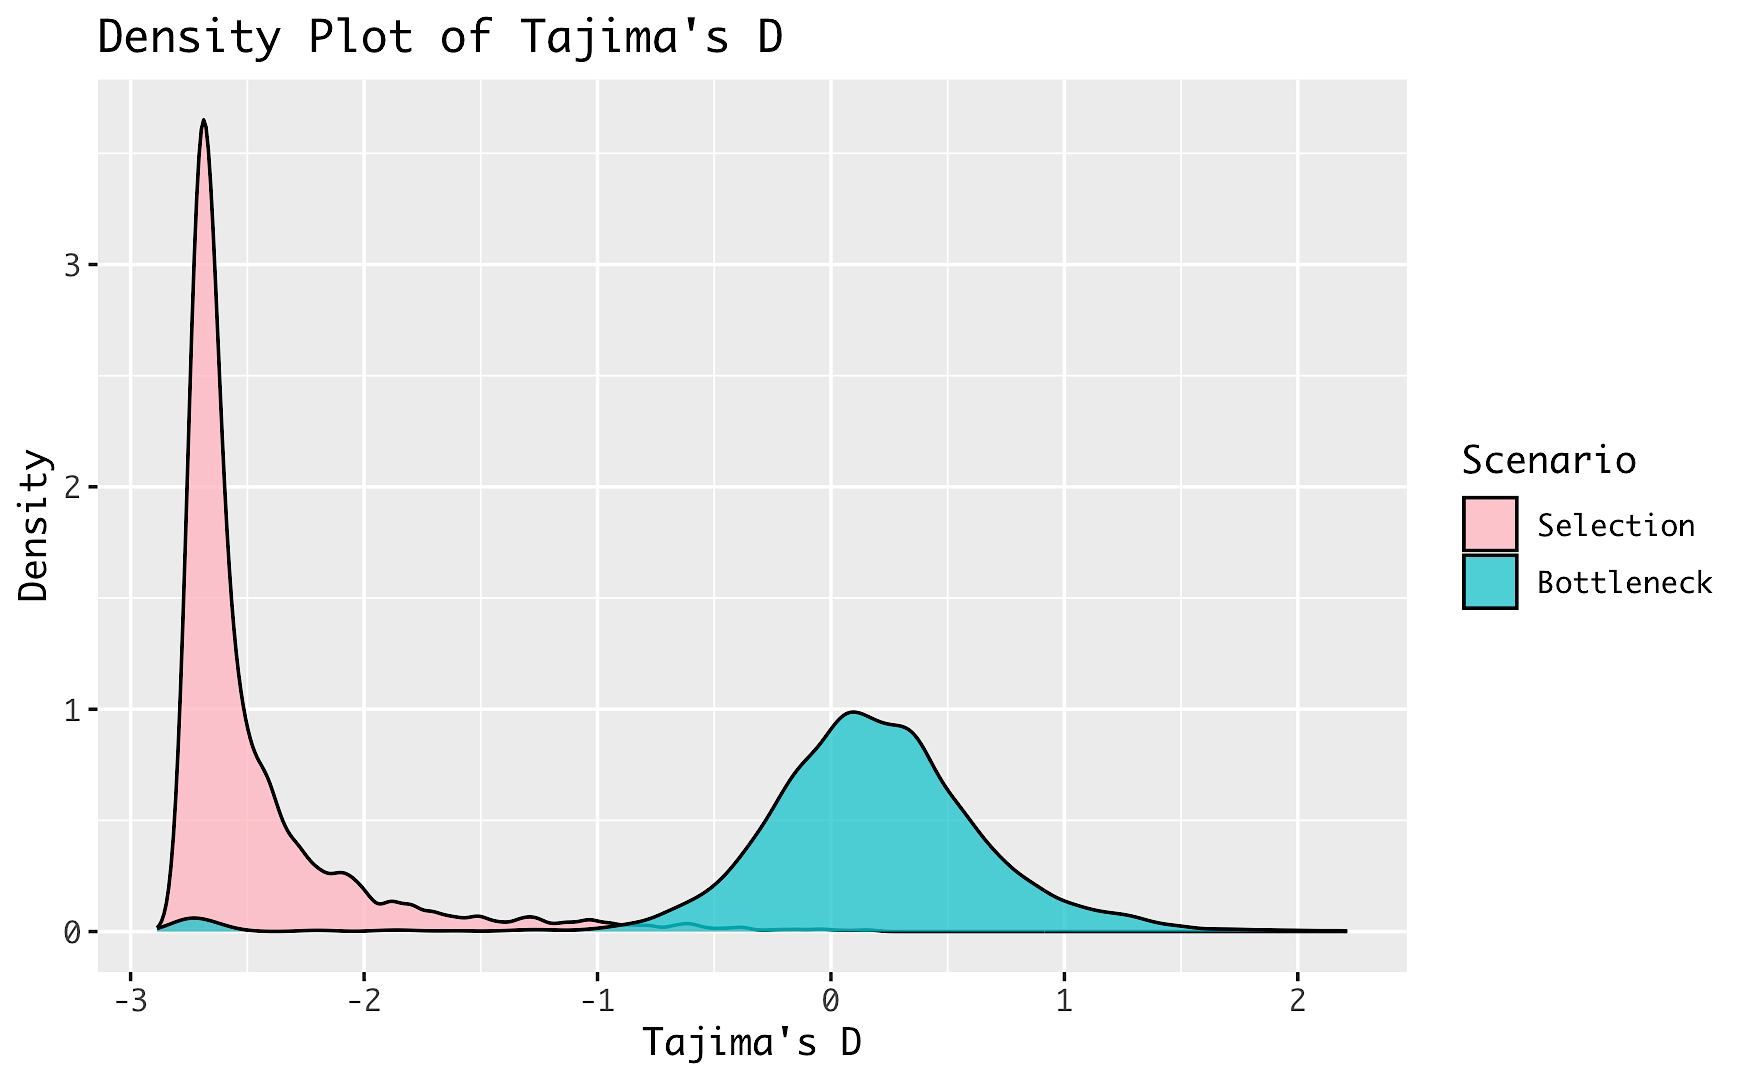 Density Plot of Tajima's D
Density
3
2
1
0
-3 -2 -1 0 1 2
Tajima's D
Scenario
Selection
Bottleneck